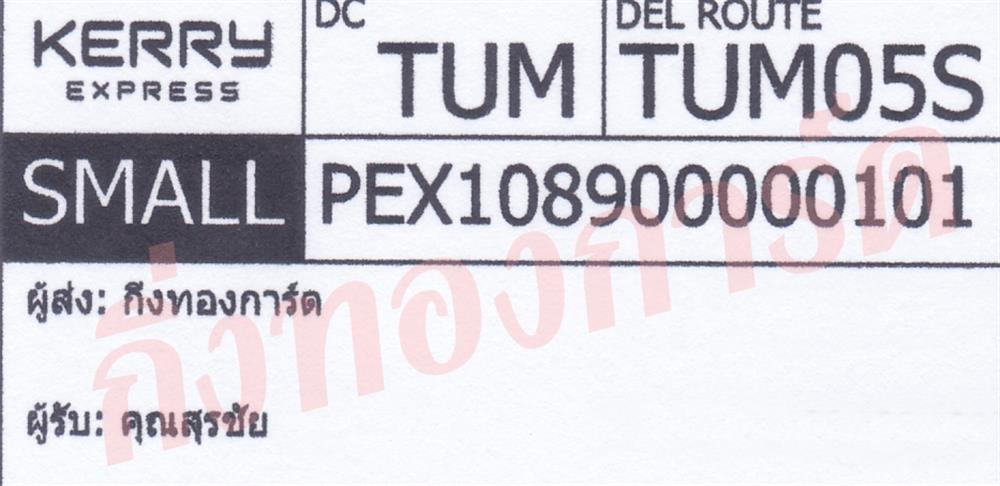 KERRY
EXPRESS
DC
TUM
DEL ROUTE
TUM05S
SMALL
PEX108900000101
ผู้ส่ง: กิ่งทองการ์ด
ผู้รับ: คุณสุรชัย
กิ่งทองการ์ด